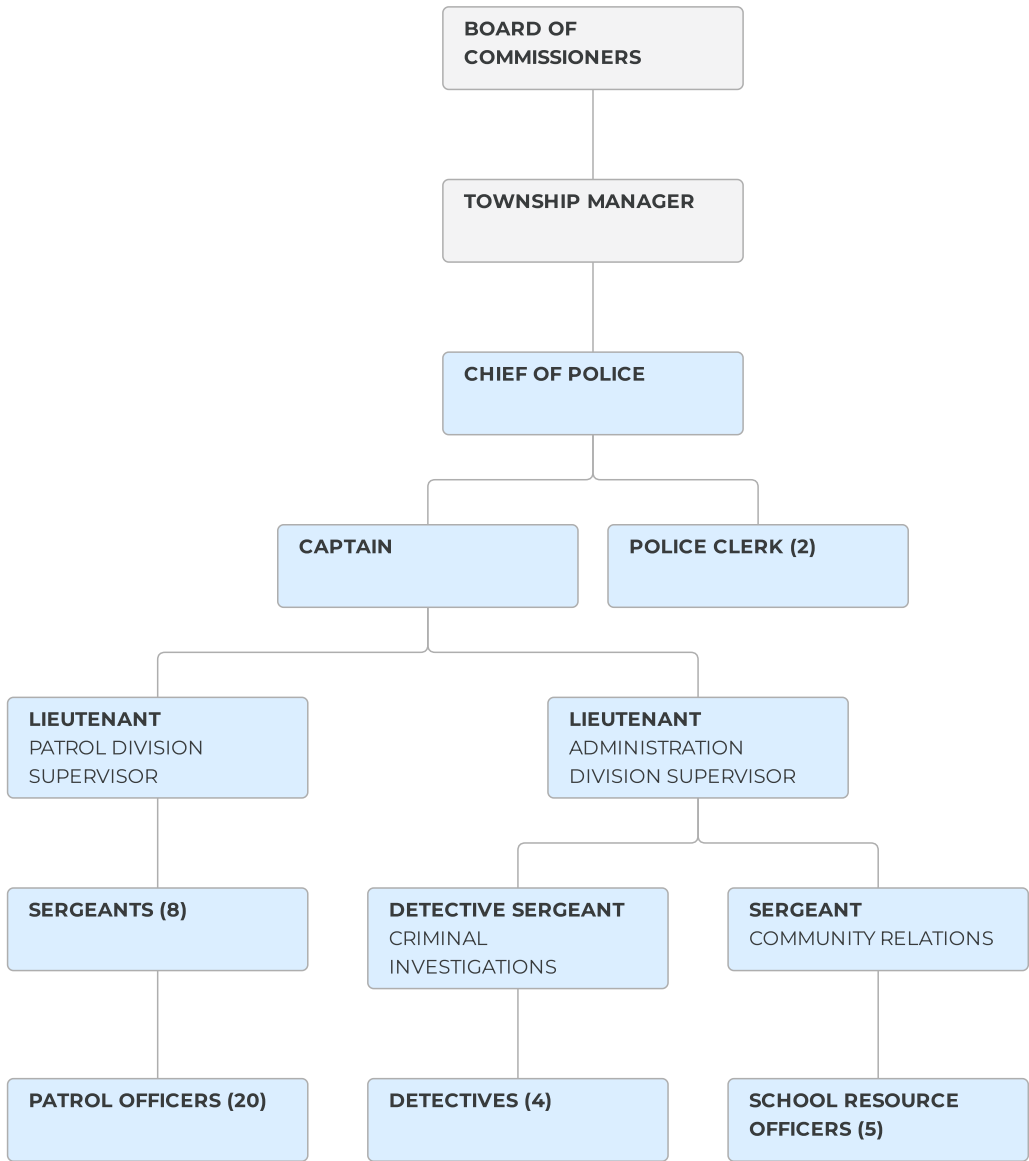 BOARD OF
COMMISSIONERS
TOWNSHIP MANAGER
CHIEF OF POLICE
CAPTAIN
POLICE CLERK (2)
LIEUTENANT
PATROL DIVISION
SUPERVISOR
LIEUTENANT
ADMINISTRATION
DIVISION SUPERVISOR
SERGEANTS (8)
DETECTIVE SERGEANT
CRIMINAL
INVESTIGATIONS
SERGEANT
COMMUNITY RELATIONS
PATROL OFFICERS (20)
DETECTIVES (4)
SCHOOL RESOURCE
OFFICERS (5)